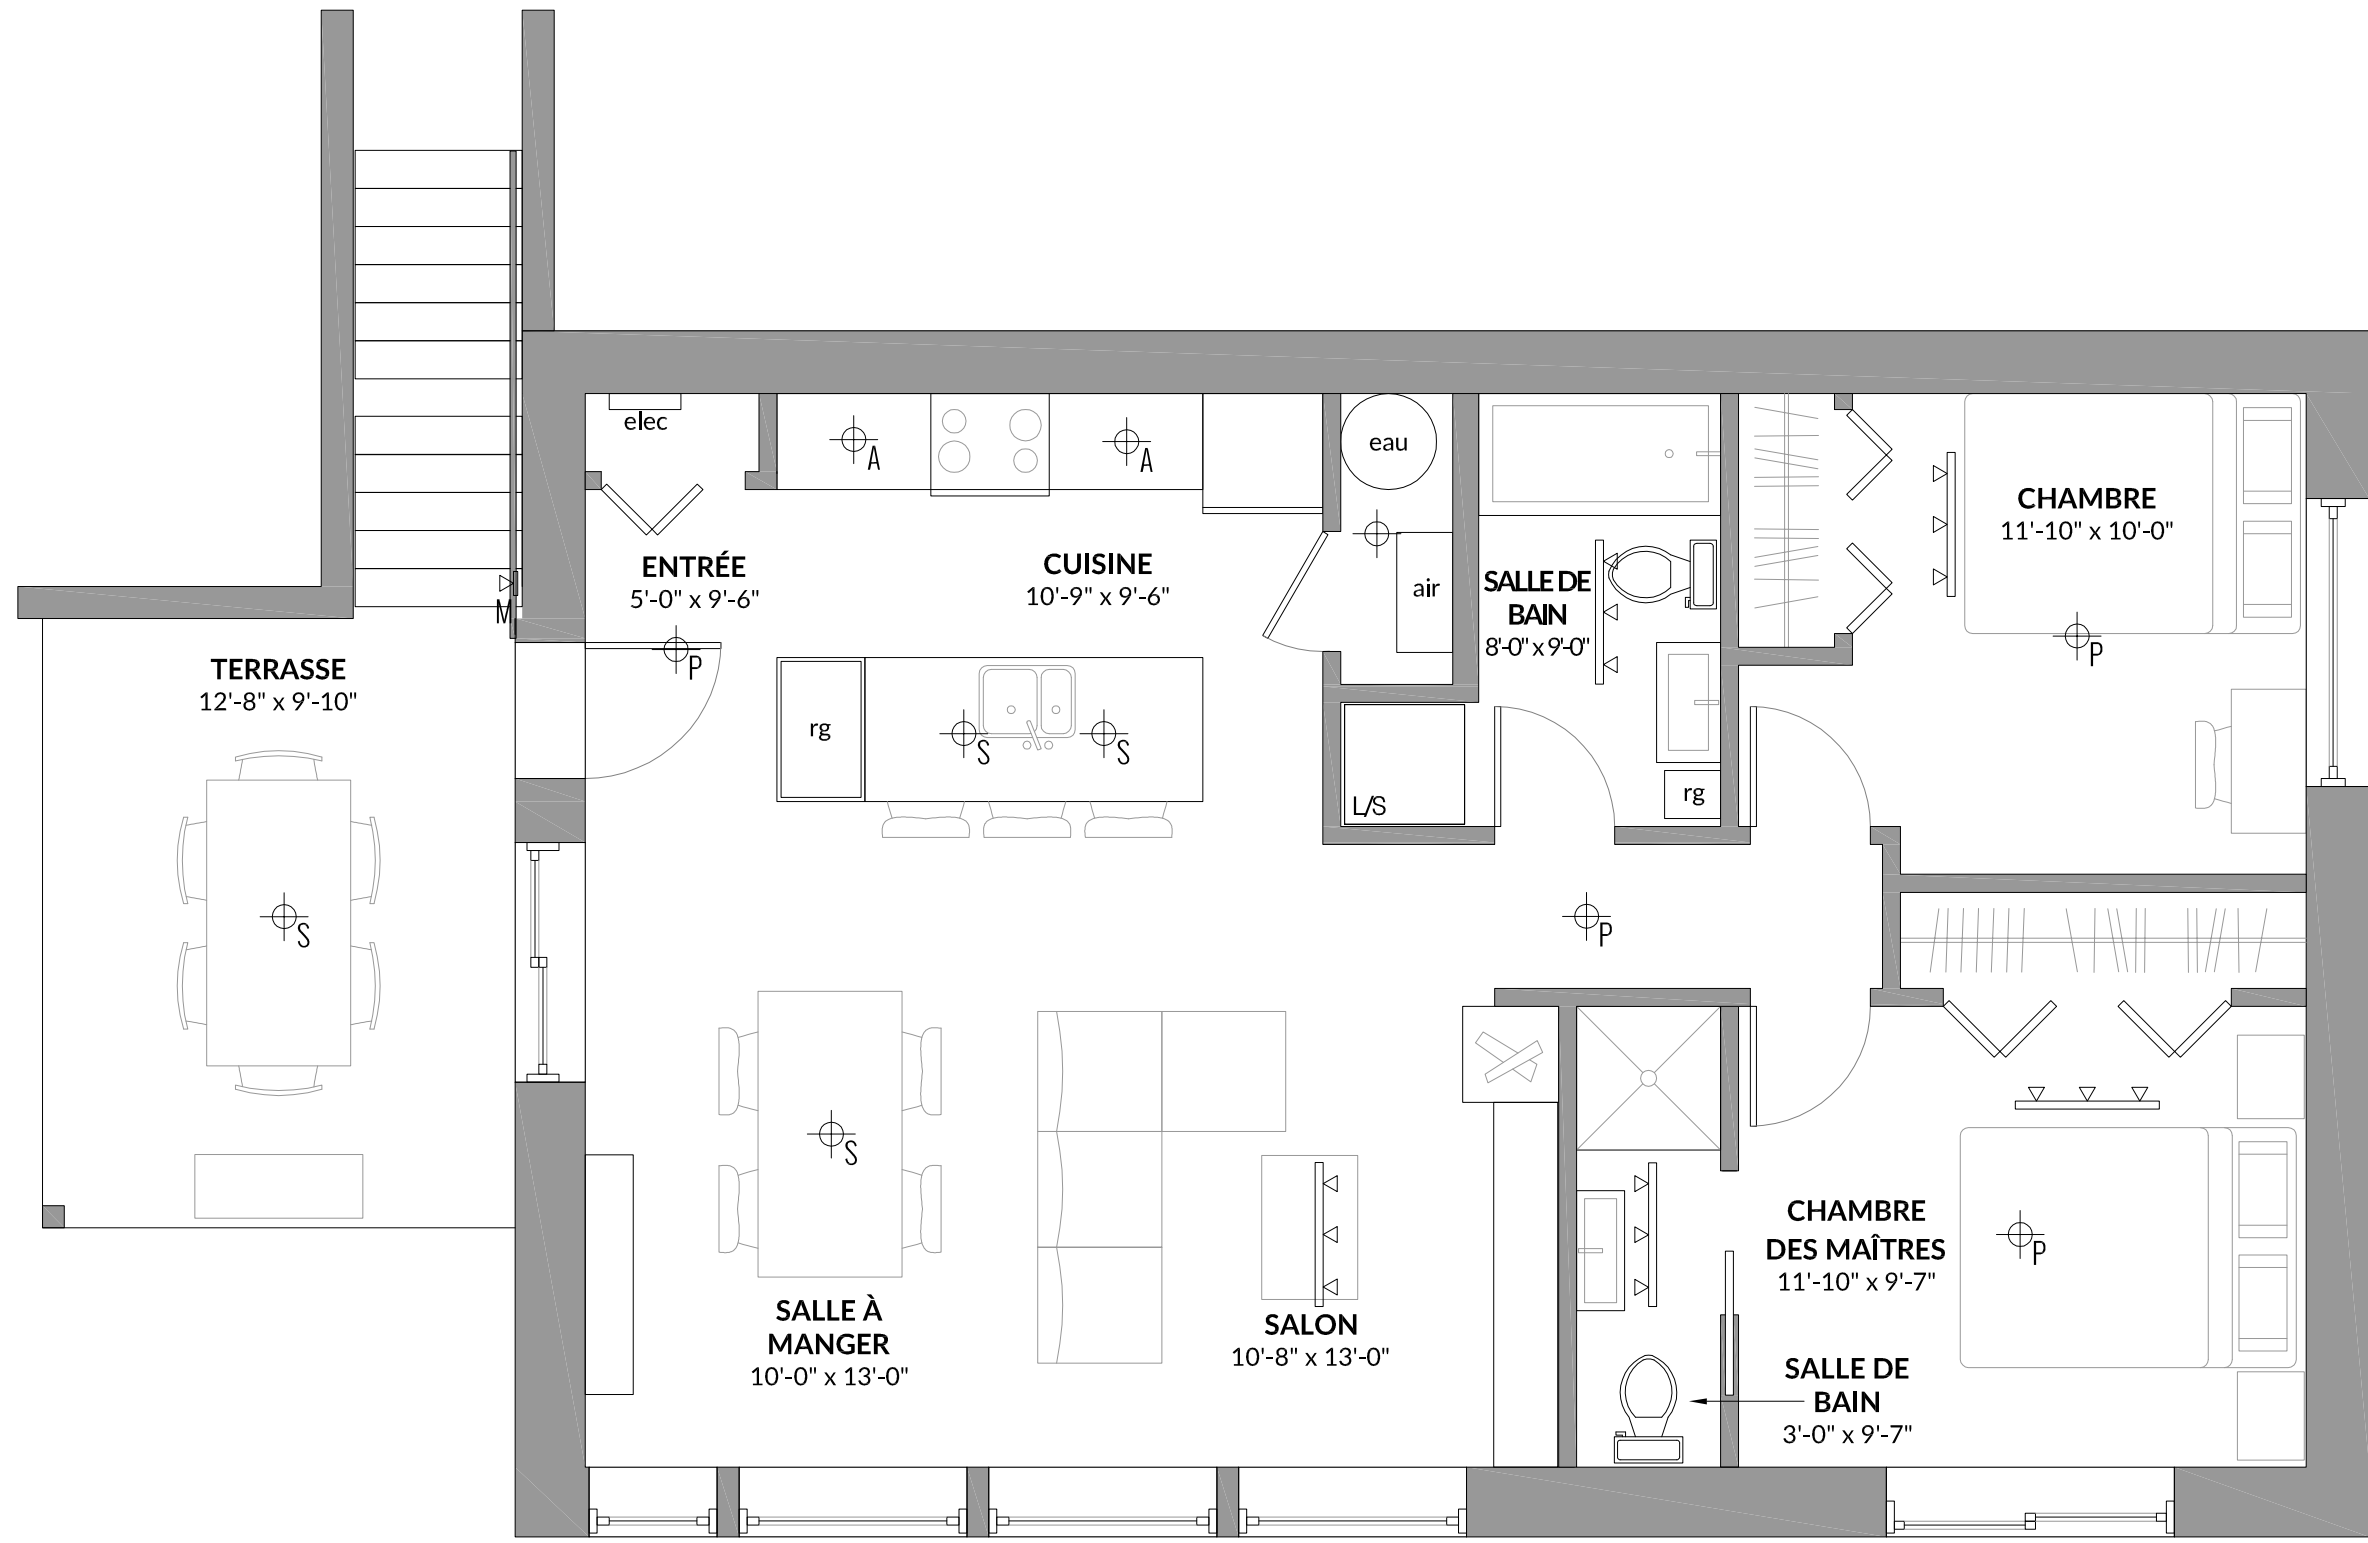 elec
A
A
eau
CHAMBRE
11'-10" x 10'-0"
ENTRÉE
5'-0" x 9'-6"
CUISINE
10'-9" x 9'-6"
air
SALLE DE
BAIN
8'-0" x 9'-0"
M
P
P
TERRASSE
12'-8" x 9'-10"
rg
S
S
L/S
rg
S
P
S
P
CHAMBRE
DES MAÎTRES
11'-10" x 9'-7"
SALLE À
MANGER
10'-0" x 13'-0"
SALON
10'-8" x 13'-0"
SALLE DE
BAIN
3'-0" x 9'-7"